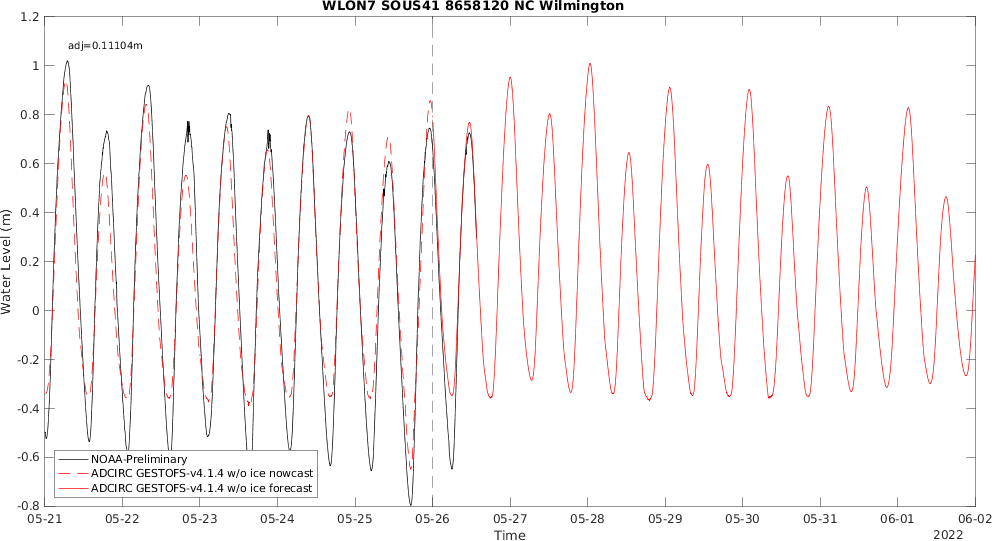 WLON7 SOUS41 8658120 NC Wilmington
adj=0.11104m
1.2
1
0.8
0.6
0.4
0.2
0
-0.2
-0.4
-0.6
-0.8
Water Level (m)
NOAA-Preliminary
ADCIRC GESTOFS-v4.1.4 w/o ice nowcast
ADCIRC GESTOFS-v4.1.4 w/o ice forecast
05-21 05-22 05-23 05-24 05-25 05-26 05-27 05-28 05-29 05-30 05-31 06-01 06-02
Time
2022